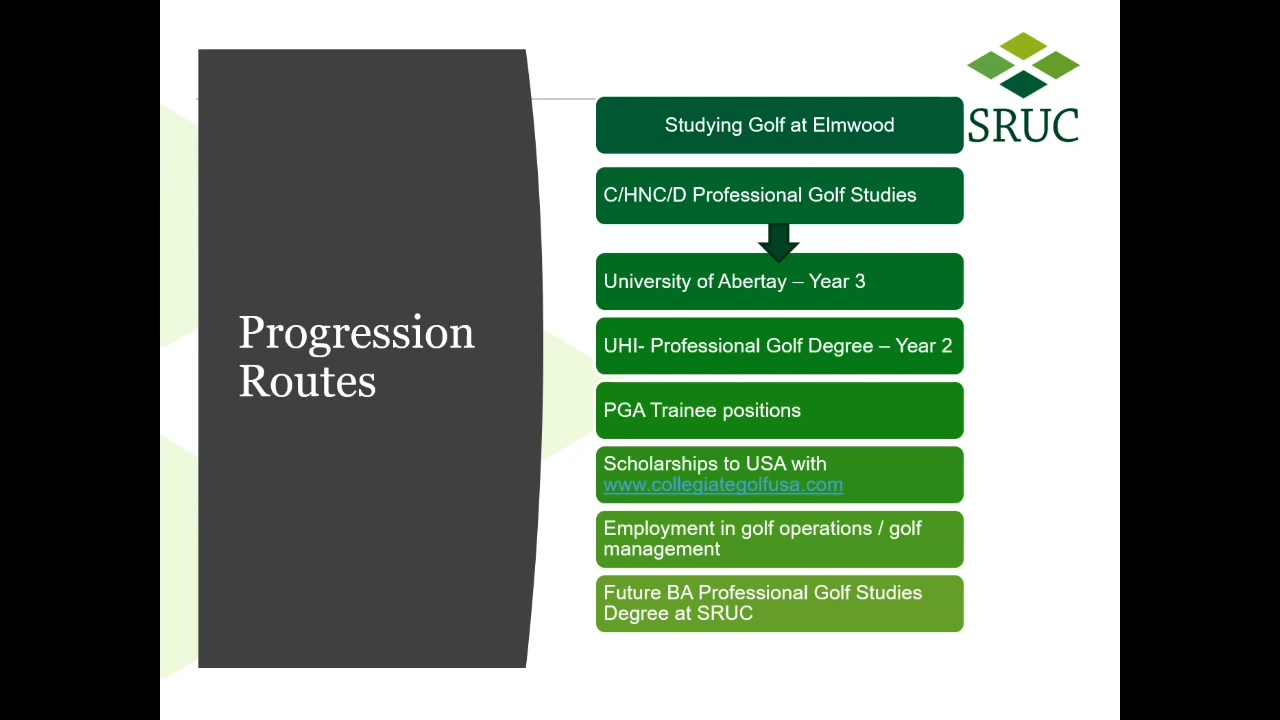 Progression
Routes
SRUC
Studying Golf at Elmwood
C/HNC/D Professional Golf Studies
University of Abertay – Year 3
UHI- Professional Golf Degree – Year 2
PGA Trainee positions
Scholarships to USA with
www.collegiategolfusa.com
Employment in golf operations / golf
management
Future BA Professional Golf Studies
Degree at SRUC